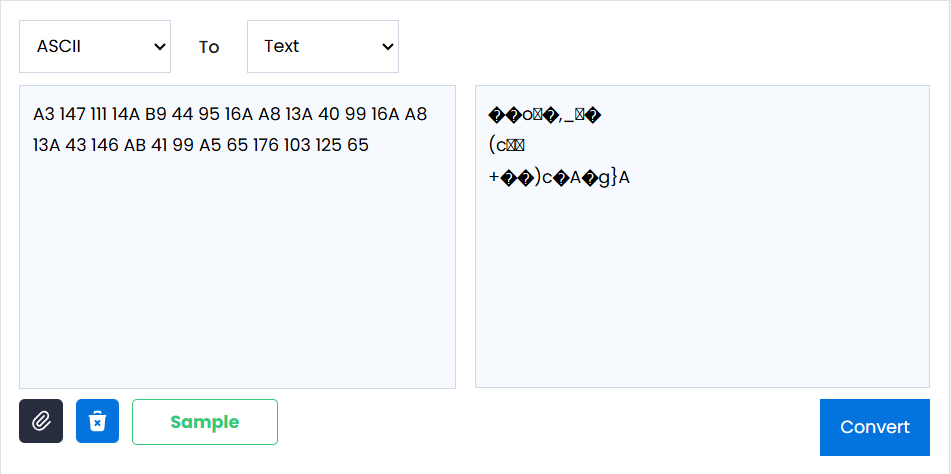 ASCII To Text
A3 147 111 14A B9 44 95 16A A8 13A 40 99 16A A8
13A 43 146 AB 41 99 A5 65 176 103 125 65
��o�,_�
(c
+��)c�A�g}A
Sample
Convert